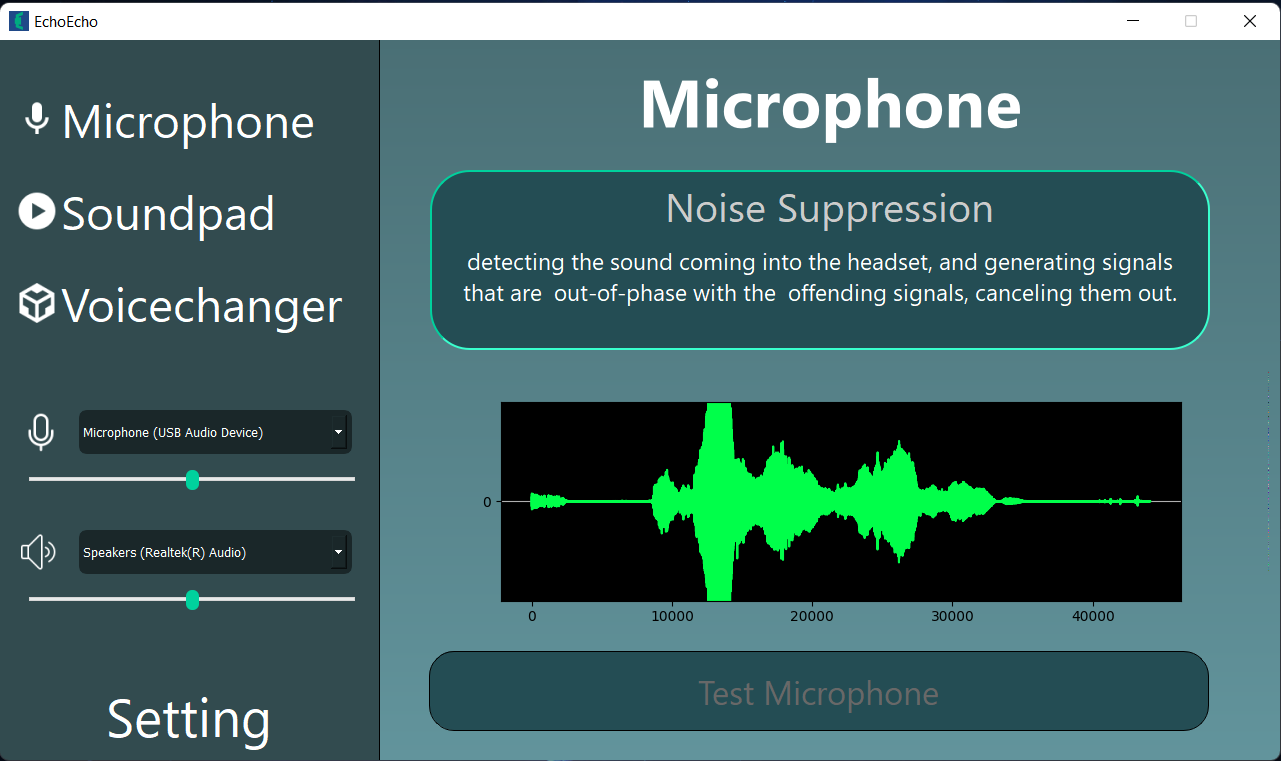 EchoEcho
Microphone
Soundpad
Voicechanger
Microphone (USB Audio Device)
Speakers (Realtek(R) Audio)
Setting
Microphone
Noise Suppression
detecting the sound coming into the headset, and generating signals
that are  out-of-phase with the  offending signals, canceling them out.
0
0 10000 20000 30000 40000
Test Microphone